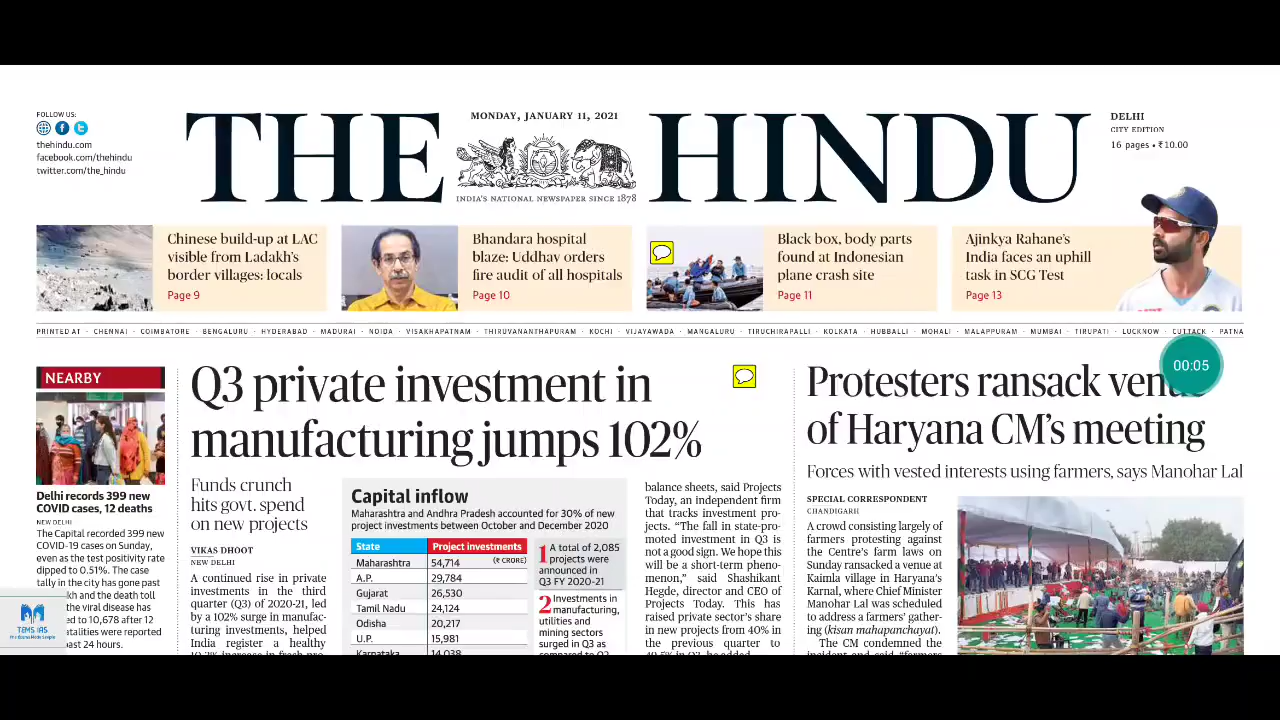 FOLLOW US:
thehindu.com
facebook.com/thehindu
twitter.com/the_hindu
THE HINDU
MONDAY, JANUARY 11, 2021
INDIA'S NATIONAL NEWSPAPER SINCE 1878
DELHI
CITY EDITION
16 pages • ₹10.00
Chinese build-up at LAC
visible from Ladakh's
border villages: locals
Page 9
Bhandara hospital
blaze: Uddhav orders
fire audit of all hospitals
Page 10
Black box, body parts
found at Indonesian
plane crash site
Page 11
Ajinkya Rahane's
India faces an uphill
task in SCG Test
Page 13
PRINTED AT · CHENNAI · COIMBATORE · BENGALURU · HYDERABAD · MADURAI · NOIDA · VISAKHAPATNAM · THIRUVANANTHAPURAM · KOCHI · VIJAYAWADA · MANGALURU · TIRUCHIRAPALLI · KOLKATA · HUBBALLI · MOHALI · MALAPPURAM · MUMBAI · TIRUPATI · LUCKNOW · CUTTACK · PATNA
00:05
NEARBY
Delhi records 399 new
COVID cases, 12 deaths
NEW DELHI
The Capital recorded 399 new
COVID-19 cases on Sunday,
even as the test positivity rate
dipped to 0.51%. The case
tally in the city has gone past
kh and the death toll
the viral disease has
ed to 10,678 after 12
atalities were reported
past 24 hours.
TEMS IAS
Q3 private investment in
manufacturing jumps 102%
Funds crunch
hits govt. spend
on new projects
VIKAS DHOOT
NEW DELHI
A continued rise in private
investments in the third
quarter (Q3) of 2020-21, led
by a 102% surge in manufac-
turing investments, helped
India register a healthy
Capital inflow
Maharashtra and Andhra Pradesh accounted for 30% of new
project investments between October and December 2020
State Project investments
(₹ CRORE)
Maharashtra 54,714
A.P. 29,784
Gujarat 26,530
Tamil Nadu 24,124
Odisha 20,217
U.P. 15,981
Karnataka 14,038
1 A total of 2,085
projects were
announced in
Q3 FY 2020-21
2 Investments in
manufacturing,
utilities and
mining sectors
surged in Q3 as
compared to Q2
balance sheets, said Projects
Today, an independent firm
that tracks investment pro-
jects. "The fall in state-pro-
moted investment in Q3 is
not a good sign. We hope this
will be a short-term pheno-
menon," said Shashikant
Hegde, director and CEO of
Projects Today. This has
raised private sector's share
in new projects from 40% in
the previous quarter to
Protesters ransack venue
of Haryana CM's meeting
Forces with vested interests using farmers, says Manohar Lal
SPECIAL CORRESPONDENT
CHANDIGARH
A crowd consisting largely of
farmers protesting against
the Centre's farm laws on
Sunday ransacked a venue at
Kaimla village in Haryana's
Karnal, where Chief Minister
Manohar Lal was scheduled
to address a farmers' gather-
ing (kisan mahapanchayat).
The CM condemned the
incident and said "farmers